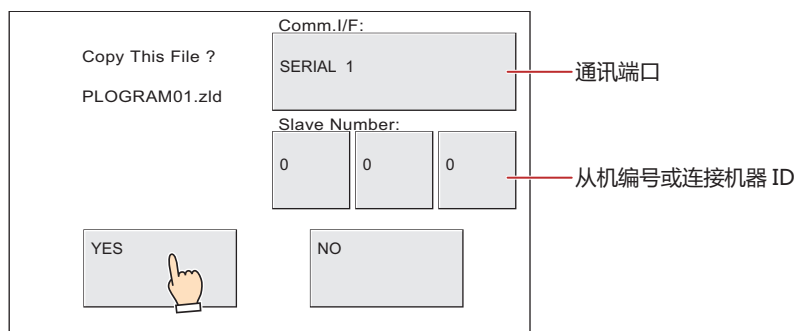 Comm.I/F:
Copy This File ?
SERIAL 1
通讯端口
PLOGRAM01.zld
Slave Number:
0 0 0
从机编号或连接机器 ID
YES NO